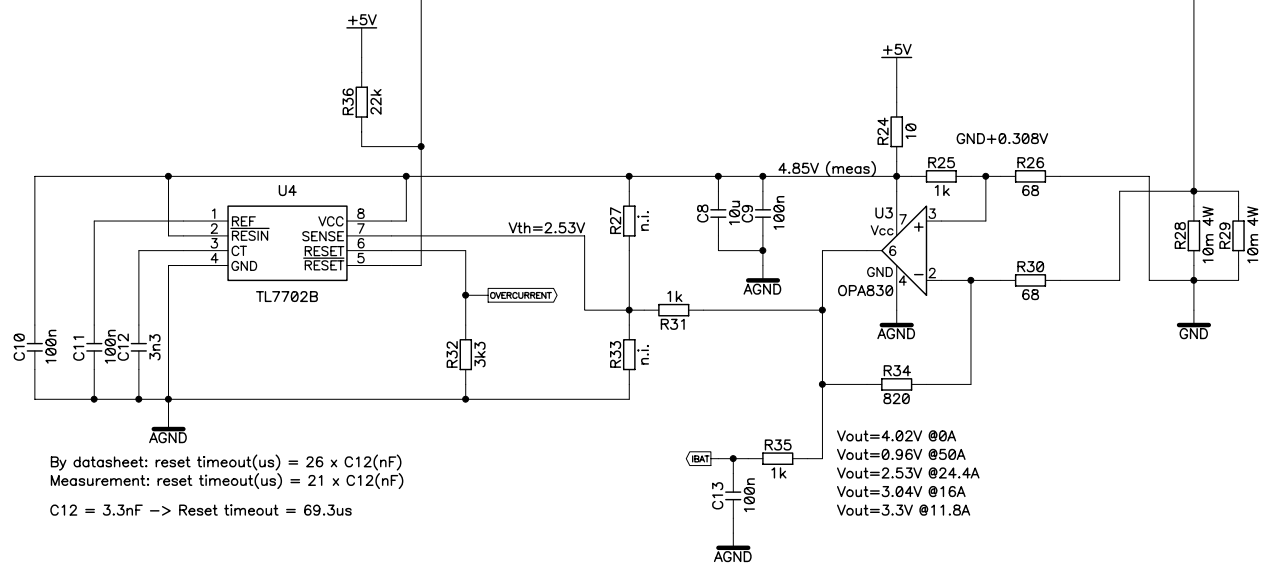 +5V
R36
22k
+5V
R24
10
GND+0.308V
4.85V (meas)
R25
1k
R26
68
U4
1 REF
2 RESIN
3 CT
4 GND
VCC 8
SENSE 7
RESET 6
RESET 5
TL7702B
Vth=2.53V
R27
n.i.
C8
10u
C9
100n
AGND
U3
7
Vcc
3
+
6
GND
4
−
2
OPA830
AGND
R30
68
R28
10m 4W
R29
10m 4W
GND
OVERCURRENT
1k
R31
C10
100n
C11
100n
C12
3n3
R32
3k3
R33
n.i.
R34
820
AGND
By datasheet: reset timeout(us) = 26 x C12(nF)
Measurement: reset timeout(us) = 21 x C12(nF)
C12 = 3.3nF -> Reset timeout = 69.3us
IBAT
R35
1k
C13
100n
AGND
Vout=4.02V @0A
Vout=0.96V @50A
Vout=2.53V @24.4A
Vout=3.04V @16A
Vout=3.3V @11.8A